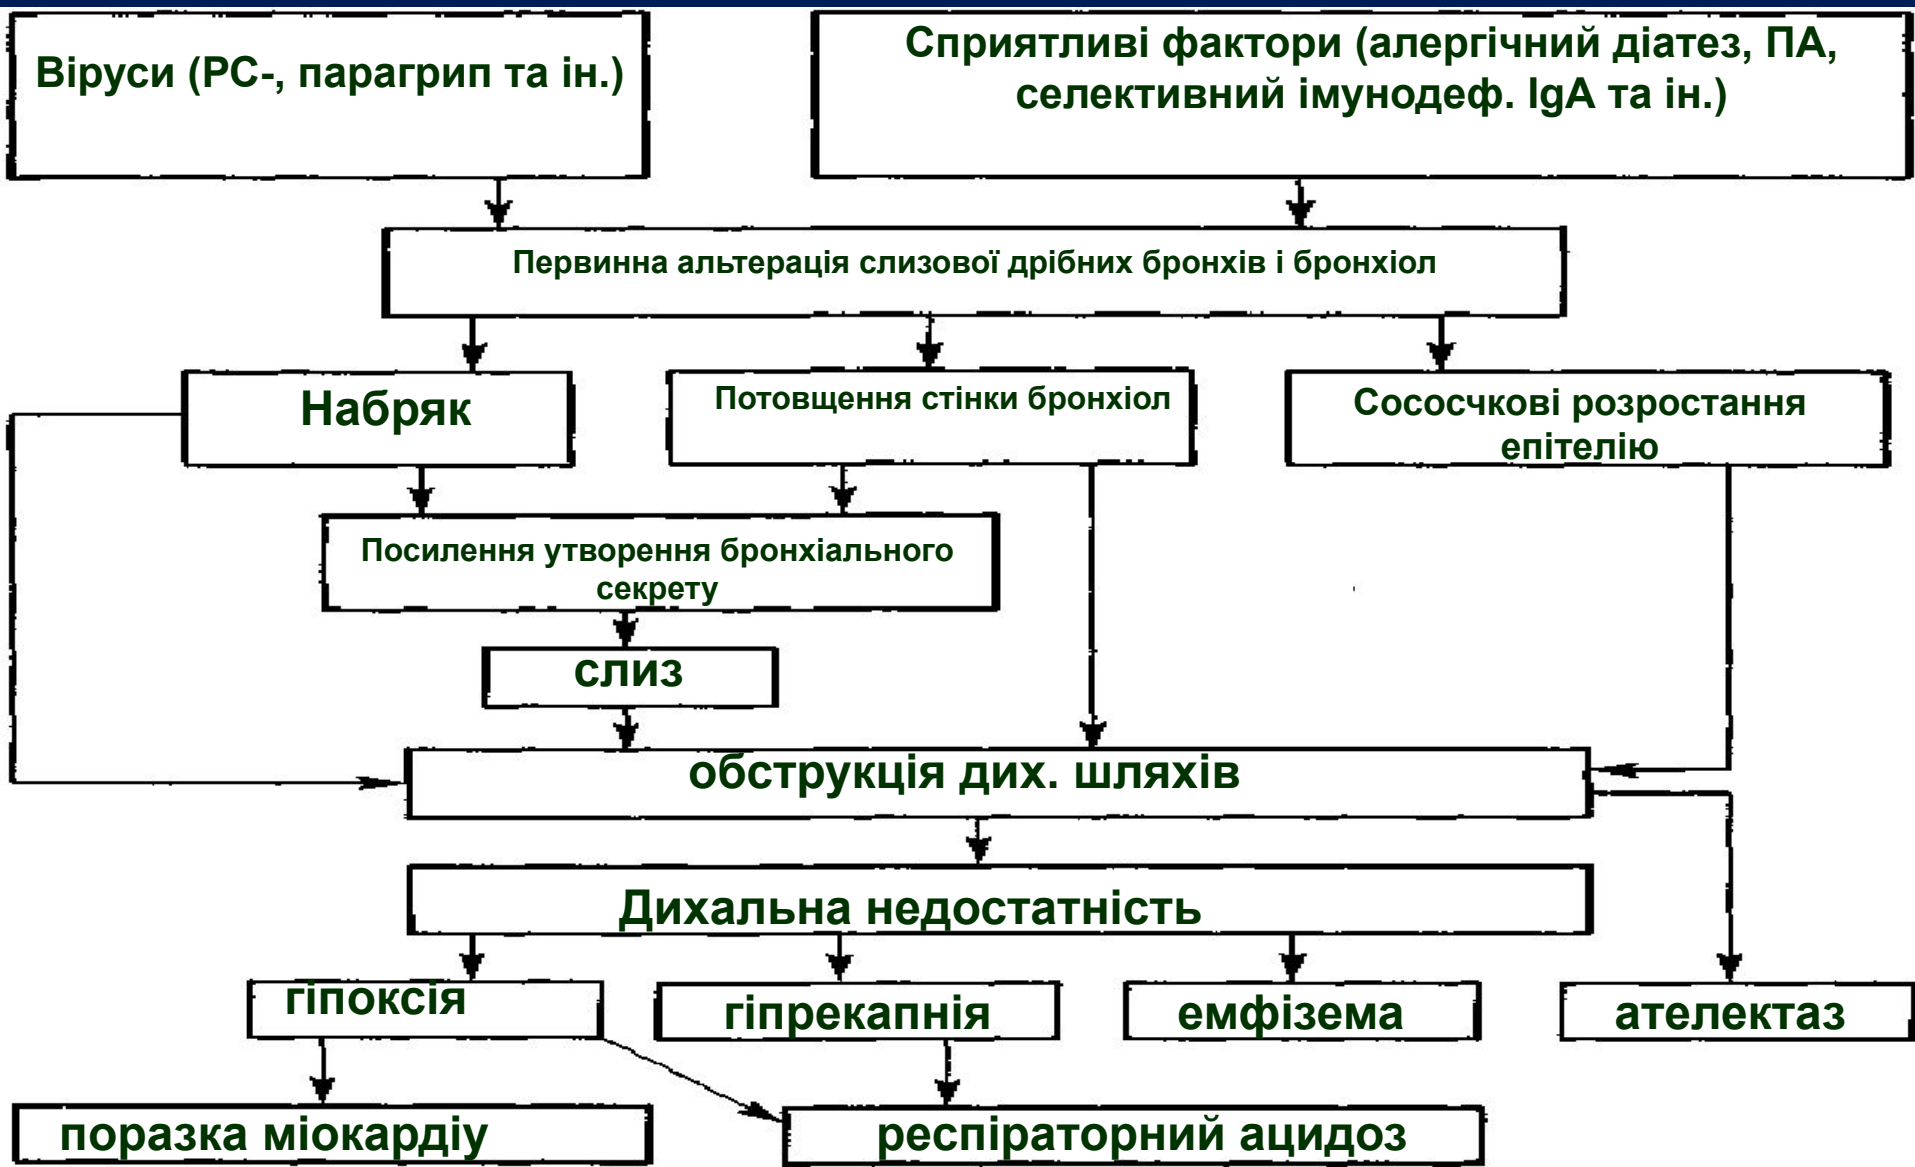 Віруси (РС-, парагрип та ін.)
Сприятливі фактори (алергічний діатез, ПА,
селективний імунодеф. IgA та ін.)
Первинна альтерація слизової дрібних бронхів і бронхіол
Набряк
Потовщення стінки бронхіол
Сососчкові розростання
епітелію
Посилення утворення бронхіального
секрету
слиз
обструкція дих. шляхів
Дихальна недостатність
гіпоксія
гіпрекапнія
емфізема
ателектаз
поразка міокардіу
респіраторний ацидоз